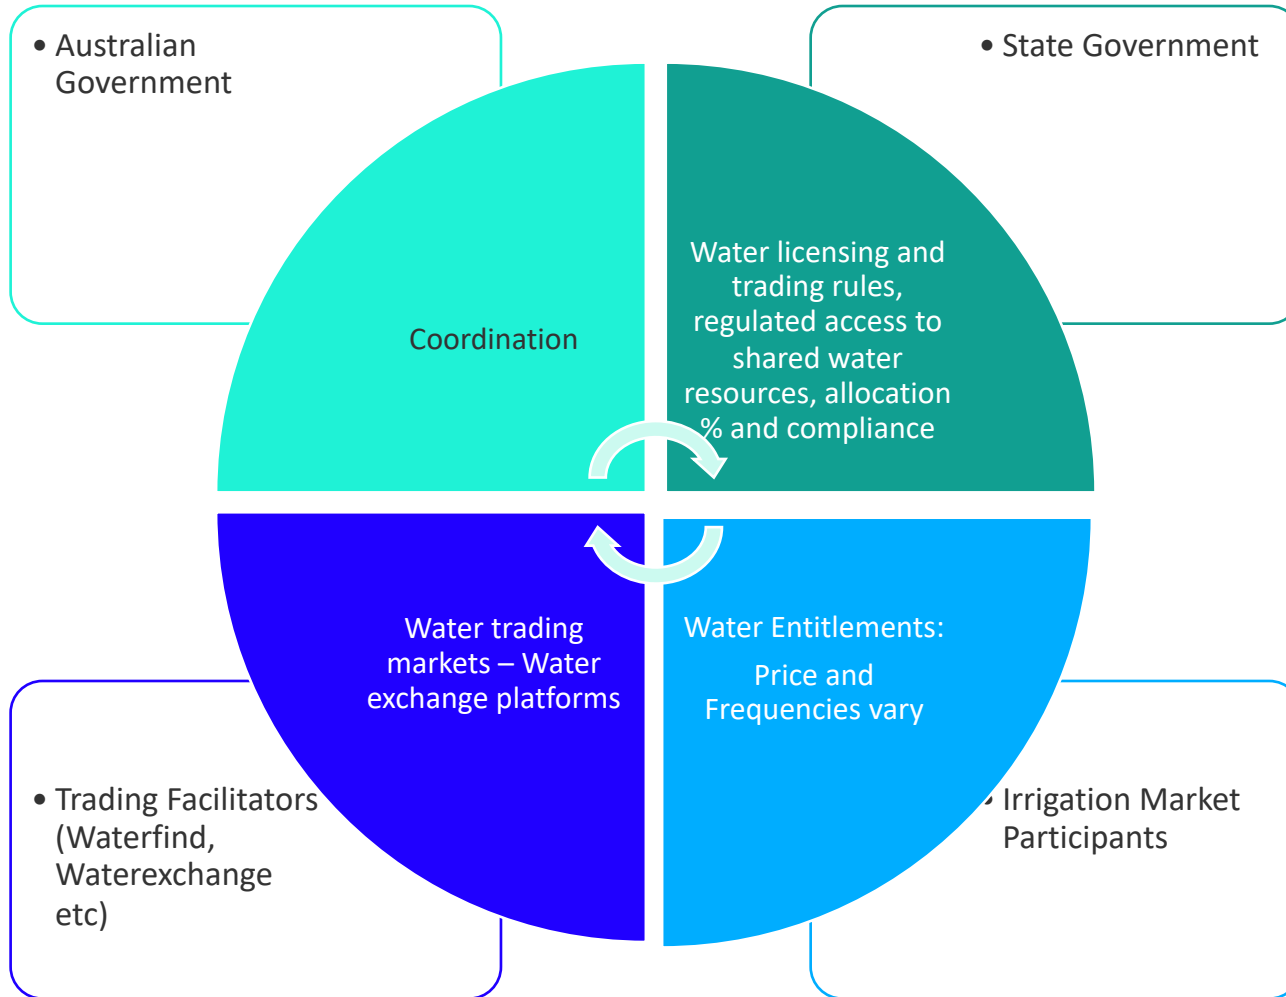 • Australian
Government
• State Government
Coordination
Water licensing and
trading rules,
regulated access to
shared water
resources, allocation
% and compliance
Water trading
markets – Water
exchange platforms
Water Entitlements:
Price and
Frequencies vary
• Trading Facilitators
(Waterfind,
Waterexchange
etc)
• Irrigation Market
Participants